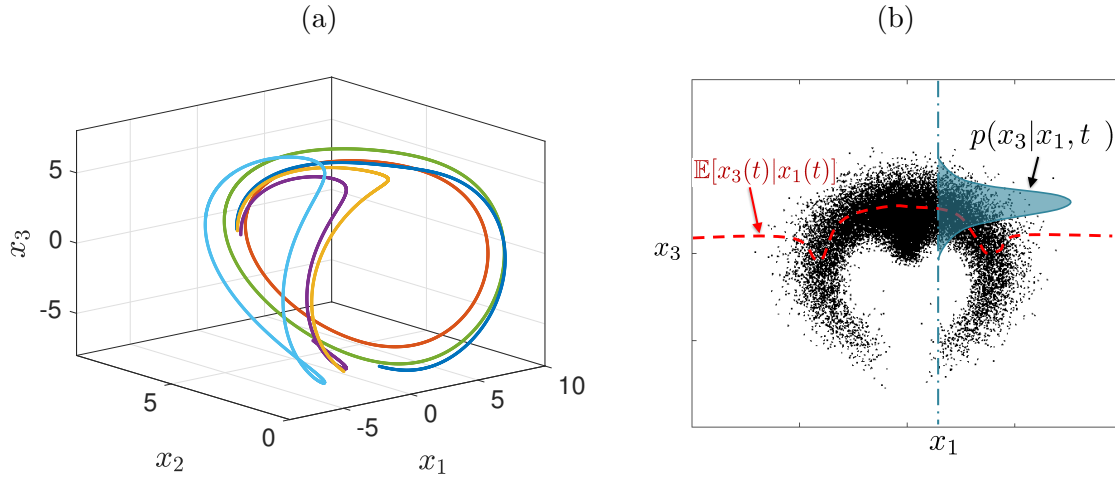 (a)
5
0
-5
x₃
5
0
x₂
-5
0
5
10
x₁
(b)
p(x₃|x₁, t )
𝔼[x₃(t)|x₁(t)]
x₃
x₁